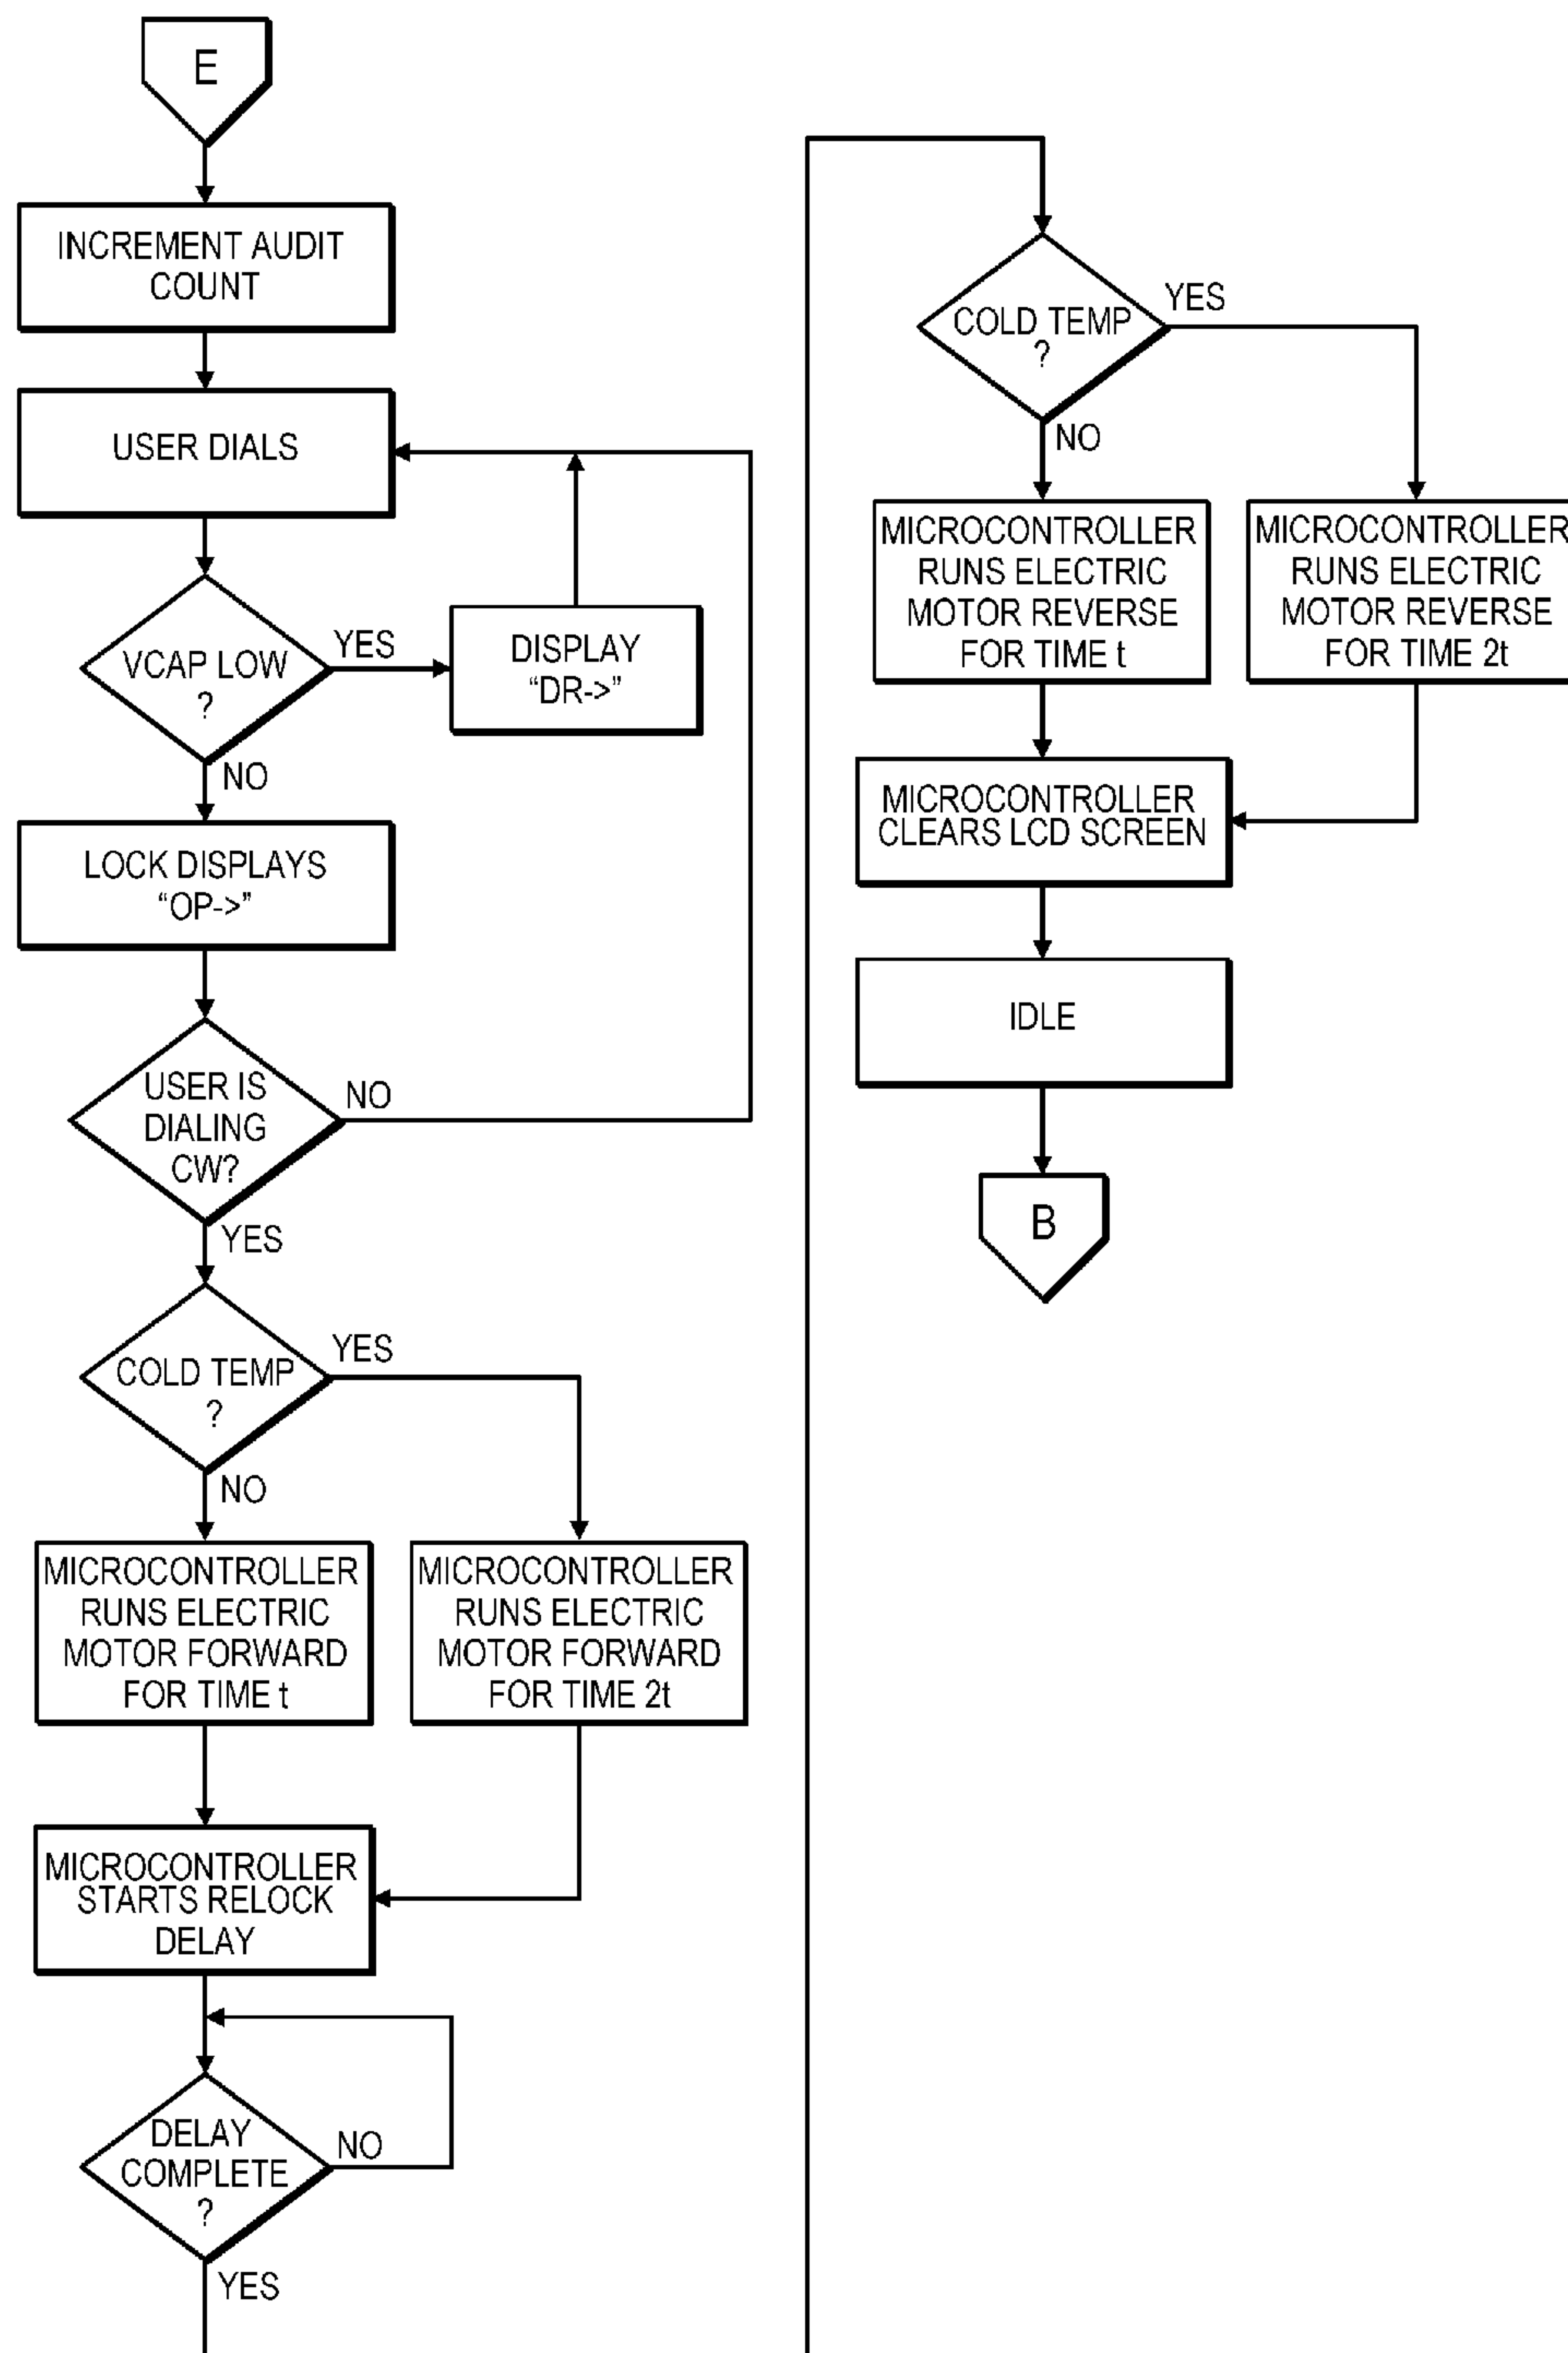 E
INCREMENT AUDIT
COUNT
USER DIALS
VCAP LOW
?
YES
DISPLAY
“DR->”
NO
LOCK DISPLAYS
“OP->”
USER IS
DIALING
CW?
NO
YES
COLD TEMP
?
YES
NO
MICROCONTROLLER
RUNS ELECTRIC
MOTOR FORWARD
FOR TIME t
MICROCONTROLLER
RUNS ELECTRIC
MOTOR FORWARD
FOR TIME 2t
MICROCONTROLLER
STARTS RELOCK
DELAY
DELAY
COMPLETE
?
NO
YES
COLD TEMP
?
YES
NO
MICROCONTROLLER
RUNS ELECTRIC
MOTOR REVERSE
FOR TIME t
MICROCONTROLLER
RUNS ELECTRIC
MOTOR REVERSE
FOR TIME 2t
MICROCONTROLLER
CLEARS LCD SCREEN
IDLE
B